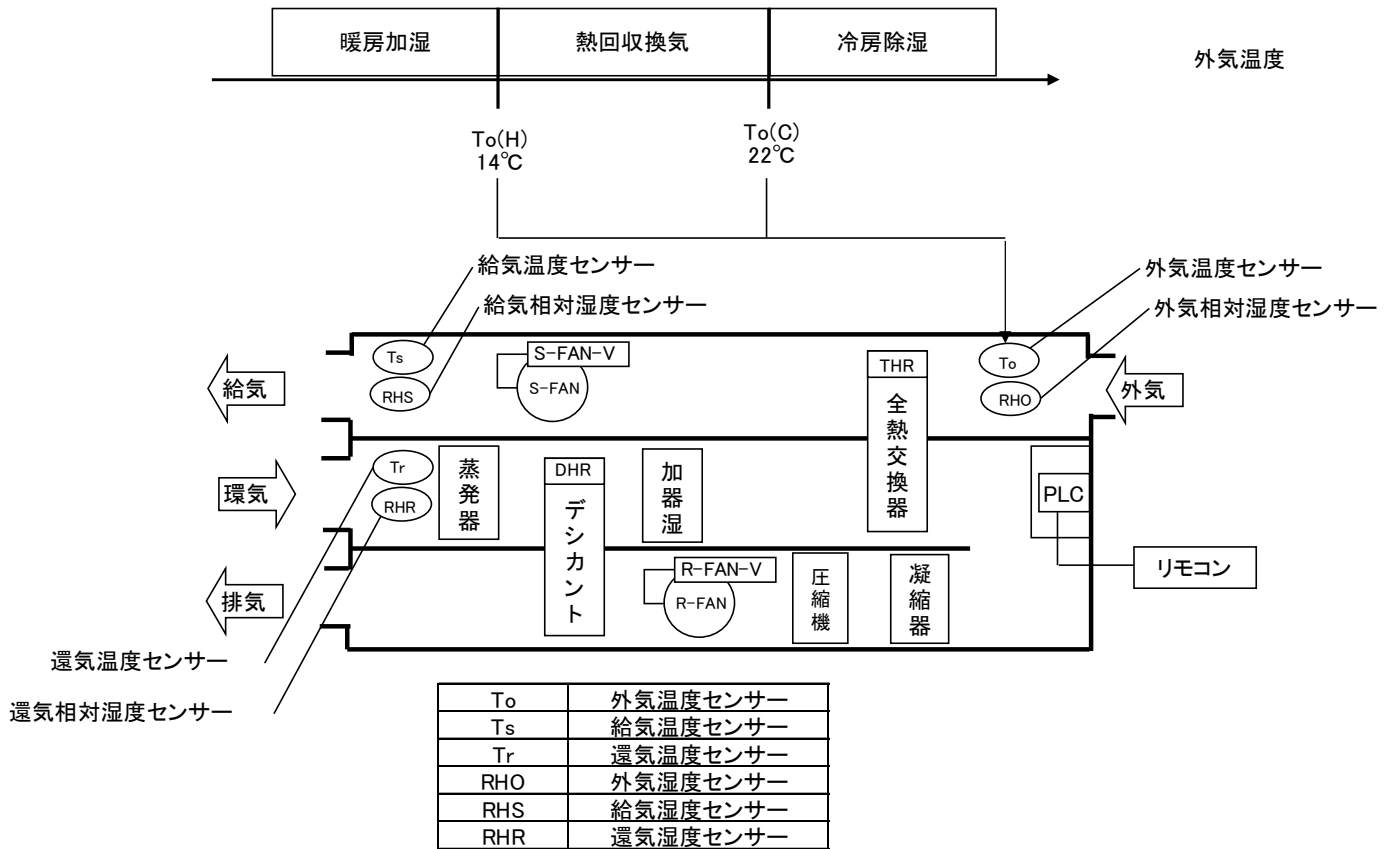 暖房加湿
熱回収換気
冷房除湿
外気温度
To(H)
14℃
To(C)
22℃
給気温度センサー
給気相対湿度センサー
外気温度センサー
外気相対湿度センサー
給気
Ts
RHS
S-FAN-V
S-FAN
THR
全熱交換器
To
RHO
外気
環気
Tr
RHR
蒸発器
DHR
デシカント
加器湿
PLC
リモコン
排気
R-FAN-V
R-FAN
圧縮機
凝縮器
還気温度センサー
還気相対湿度センサー
To 外気温度センサー
Ts 給気温度センサー
Tr 還気温度センサー
RHO 外気湿度センサー
RHS 給気湿度センサー
RHR 還気湿度センサー